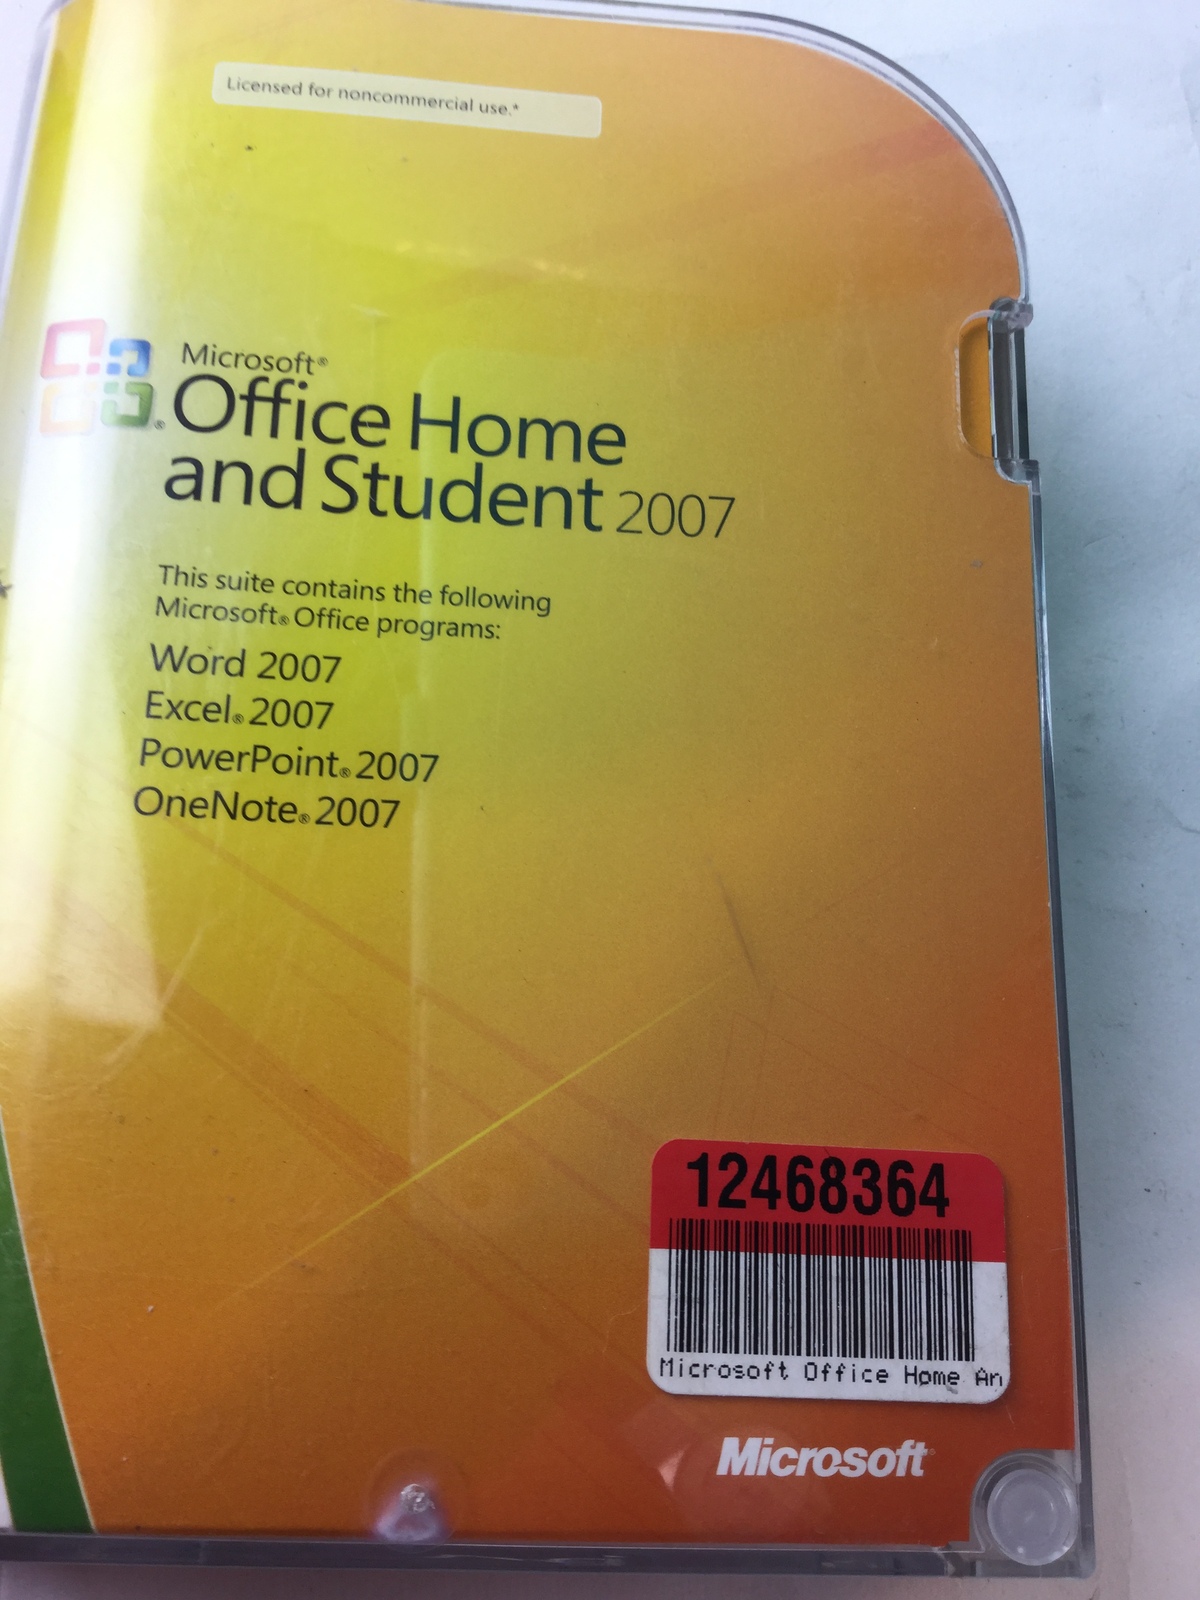 Licensed for noncommercial use.*
Microsoft®
Office Home
and Student 2007
This suite contains the following
Microsoft® Office programs:
Word 2007
Excel® 2007
PowerPoint® 2007
OneNote® 2007
12468364
Microsoft Office Home An
Microsoft®